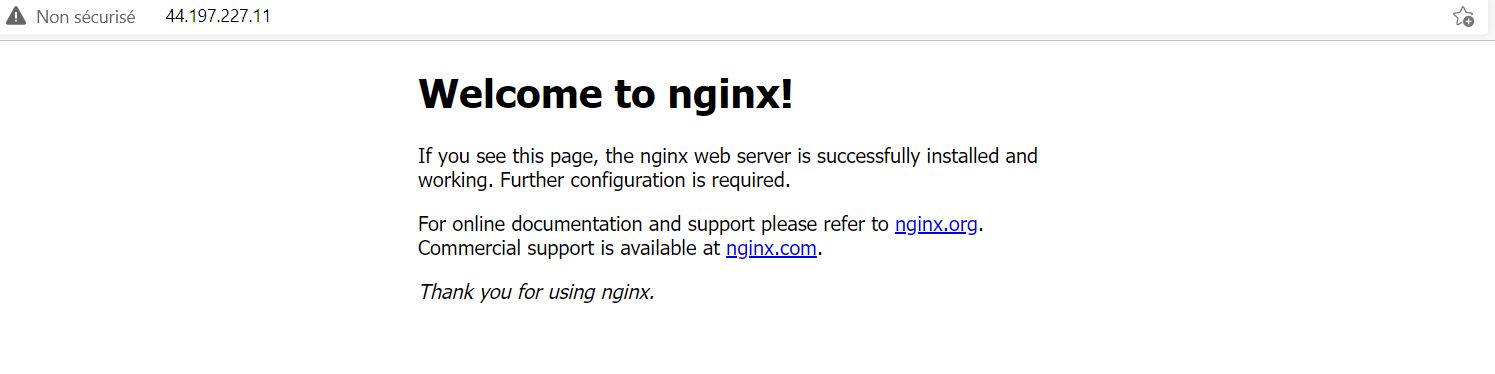 Non sécurisé 44.197.227.11
Welcome to nginx!
If you see this page, the nginx web server is successfully installed and
working. Further configuration is required.
For online documentation and support please refer to nginx.org.
Commercial support is available at nginx.com.
Thank you for using nginx.